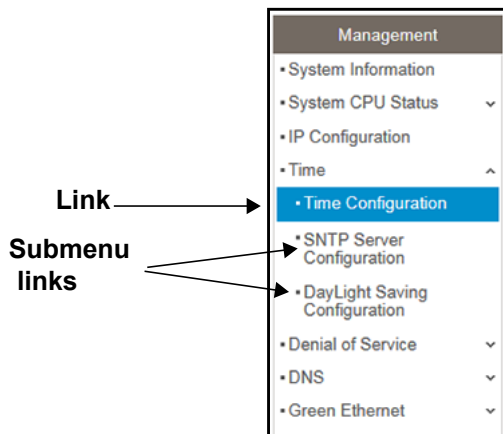 Management
System Information
System CPU Status
IP Configuration
Time
Link
Time Configuration
Submenu
links
SNTP Server
Configuration
DayLight Saving
Configuration
Denial of Service
DNS
Green Ethernet